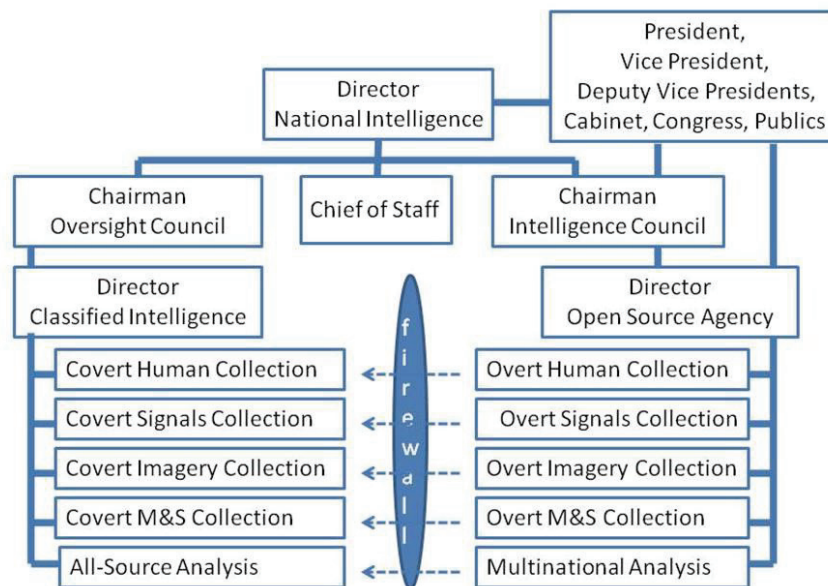 President,
Vice President,
Deputy Vice Presidents,
Cabinet, Congress, Publics
Director
National Intelligence
Chairman
Oversight Council
Chief of Staff
Chairman
Intelligence Council
Director
Classified Intelligence
Director
Open Source Agency
firewall
Covert Human Collection
Overt Human Collection
Covert Signals Collection
Overt Signals Collection
Covert Imagery Collection
Overt Imagery Collection
Covert M&S Collection
Overt M&S Collection
All-Source Analysis
Multinational Analysis